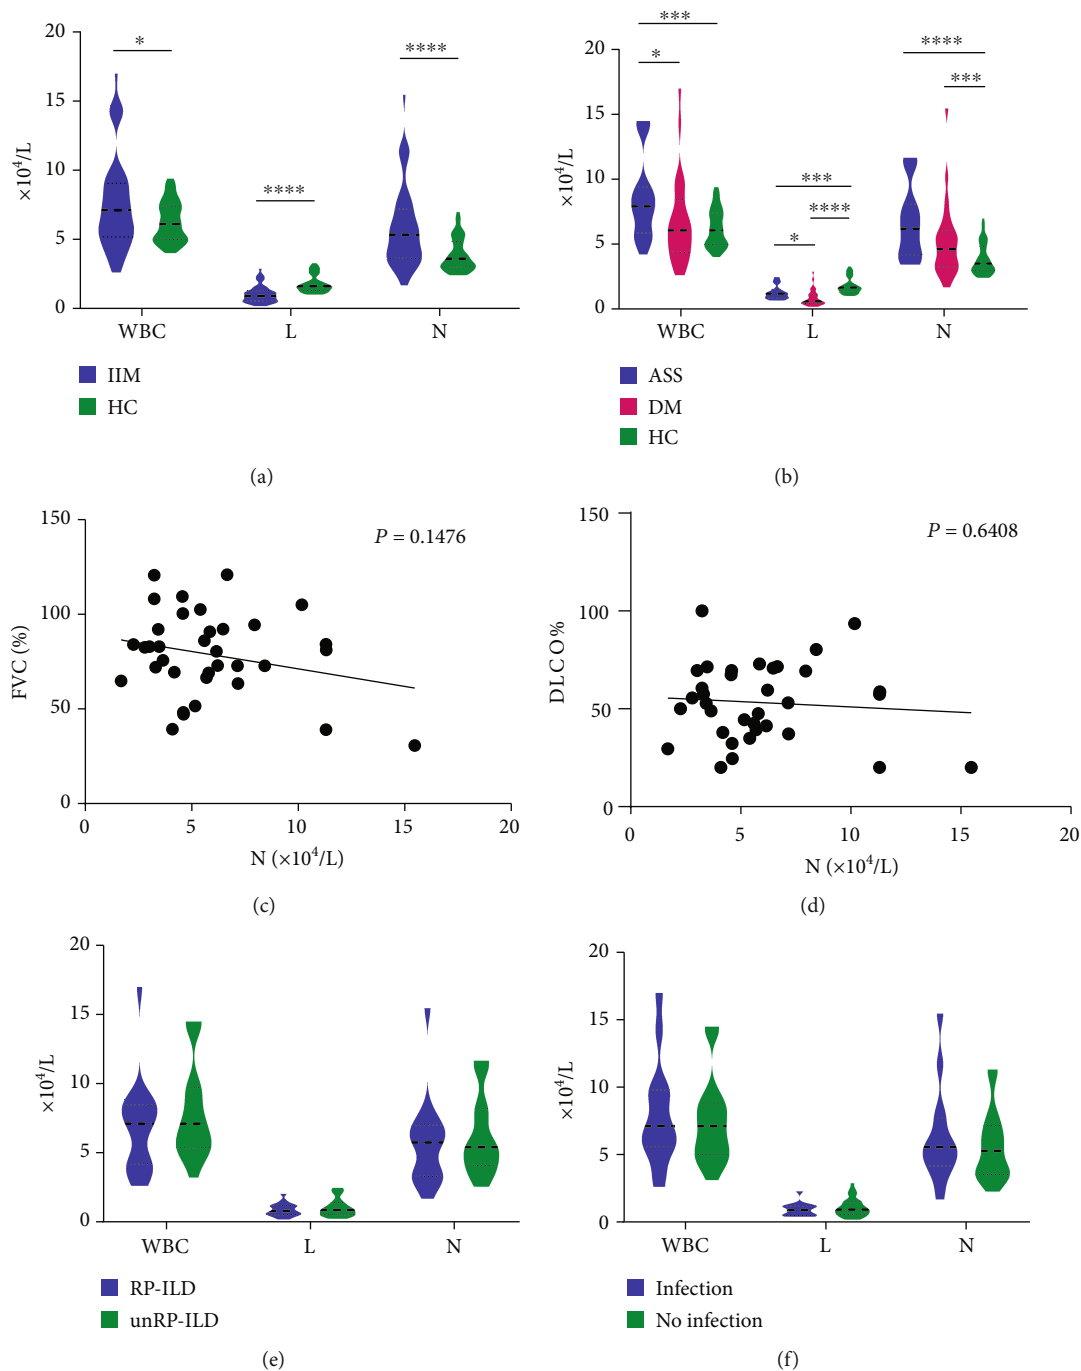 20
15
10
5
0
×10⁴/L
*
****
****
WBC
L
N
IIM
HC
(a)
20
15
10
5
0
×10⁴/L
***
*
***
****
*
****
***
WBC
L
N
ASS
DM
HC
(b)
150
100
50
0
FVC (%)
P = 0.1476
0
5
10
15
20
N (×10⁴/L)
(c)
150
100
50
0
DLCO%
P = 0.6408
0
5
10
15
20
N (×10⁴/L)
(d)
20
15
10
5
0
×10⁴/L
WBC
L
N
RP-ILD
unRP-ILD
(e)
20
15
10
5
0
×10⁴/L
WBC
L
N
Infection
No infection
(f)